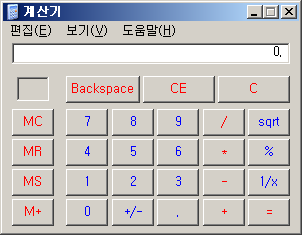 계산기
편집(E) 보기(V) 도움말(H)
0.
Backspace CE C
MC 7 8 9 / sqrt
MR 4 5 6 * %
MS 1 2 3 - 1/x
M+ 0 +/- . + =